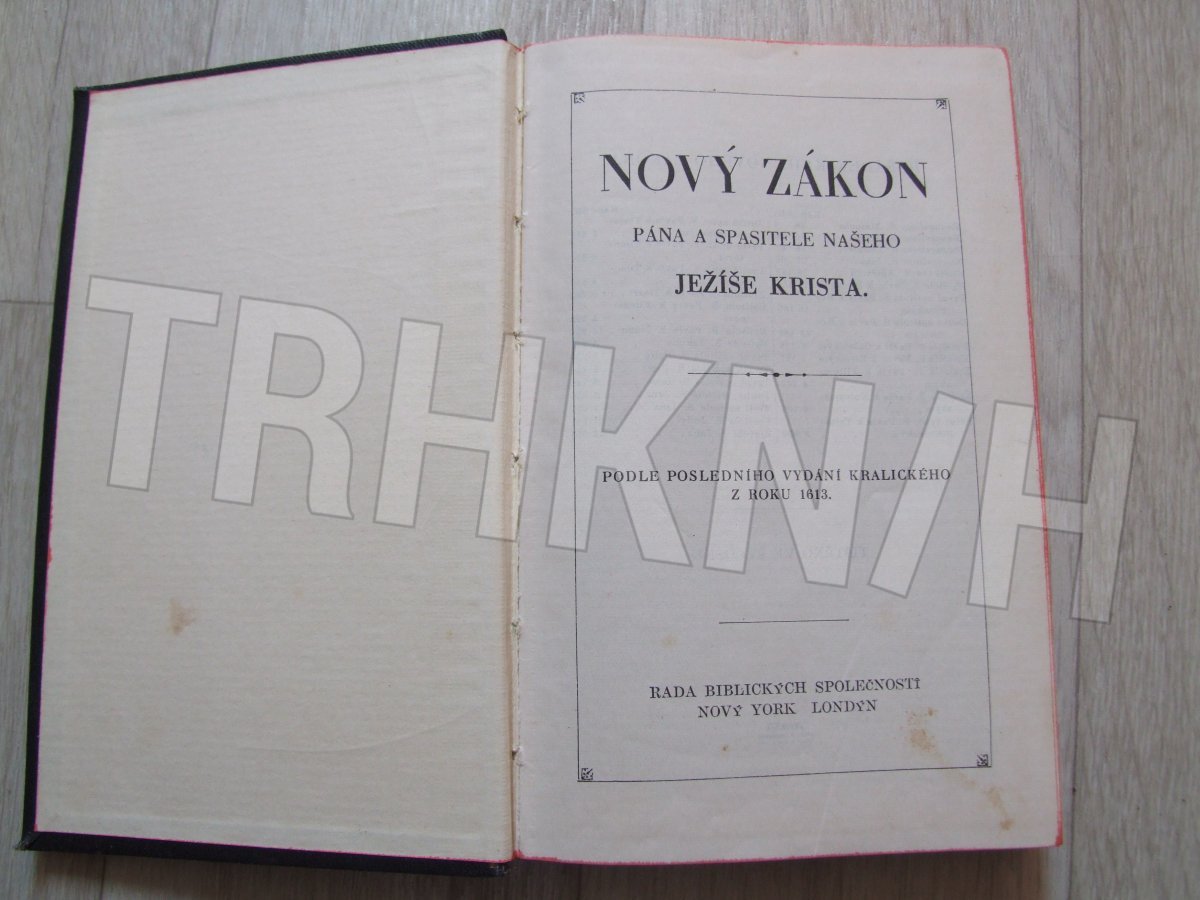 NOVÝ ZÁKON
PÁNA A SPASITELE NAŠEHO
JEŽÍŠE KRISTA.
PODLE POSLEDNÍHO VYDÁNÍ KRALICKÉHO
Z ROKU 1613.
RADA BIBLICKÝCH SPOLEČNOSTÍ
NOVÝ YORK LONDÝN
TRHKNIH